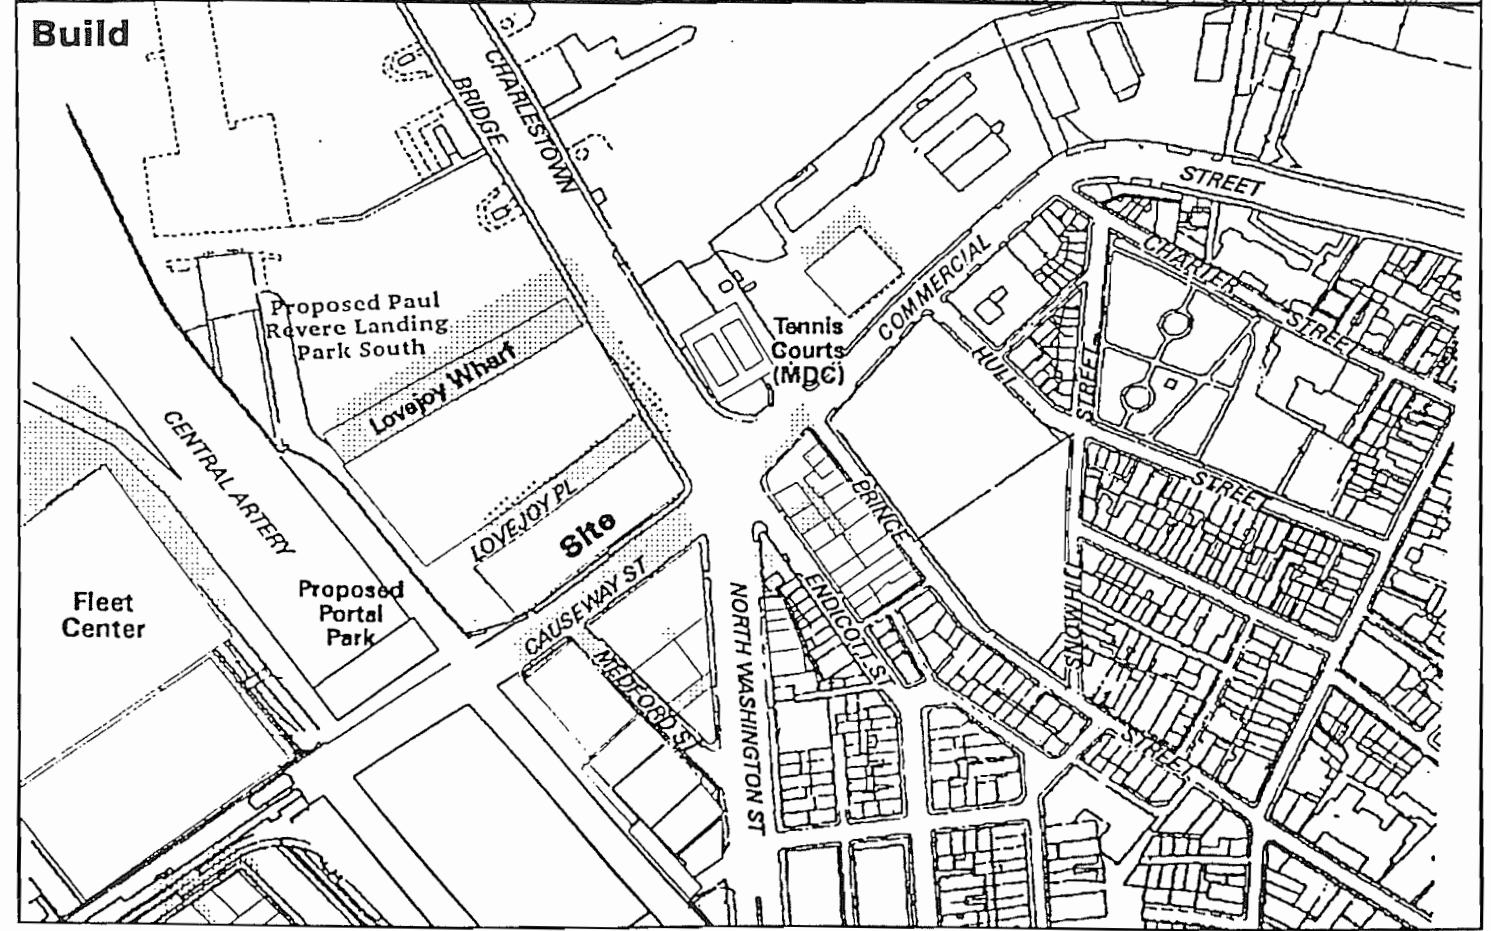 Build
CHARLESTOWN
BRIDGE
STREET
CHARTER
STREET
COMMERCIAL
Proposed Paul
Revere Landing
Park South
Tennis
Courts
(MDC)
HULL
STREET
Lovejoy Wharf
CENTRAL ARTERY
STREET
PRINCE
LOVEJOY PL
Site
Fleet
Center
Proposed
Portal
Park
CAUSEWAY ST
NORTH WASHINGTON ST
ENDICOTT ST
SNOWHILL
MEDFORD ST
STREET